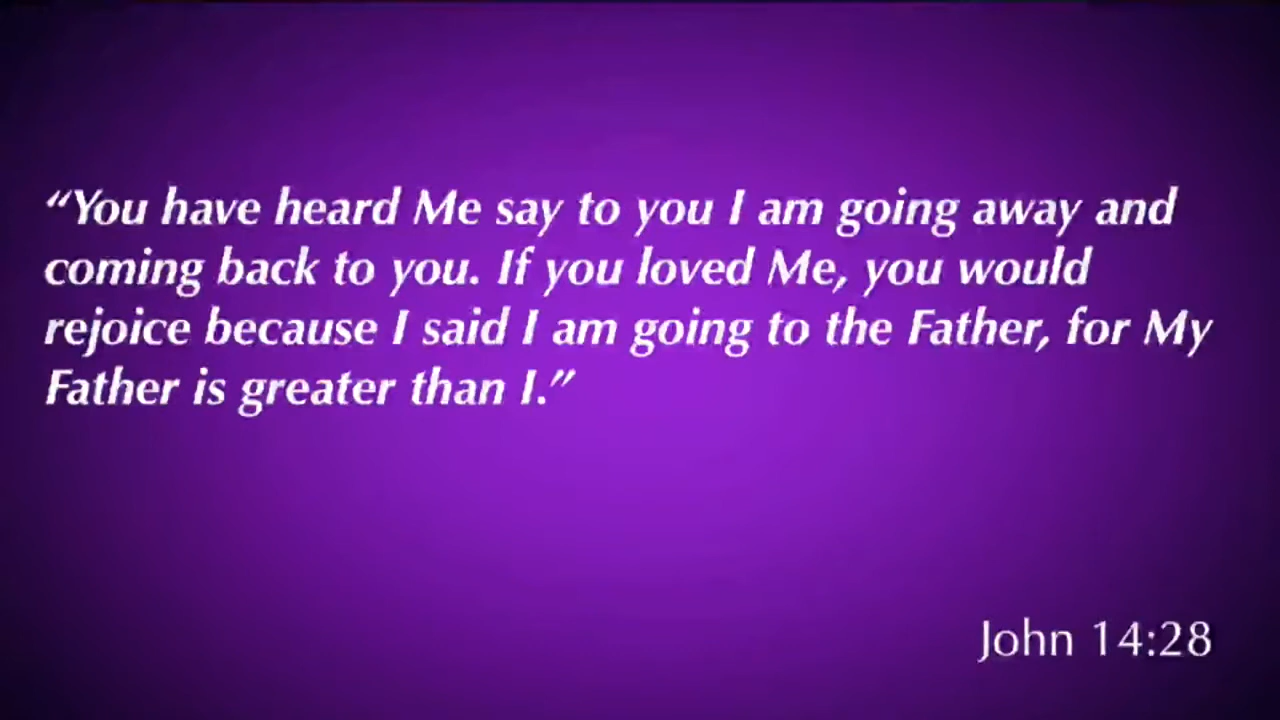 “You have heard Me say to you I am going away and
coming back to you. If you loved Me, you would
rejoice because I said I am going to the Father, for My
Father is greater than I.”
John 14:28